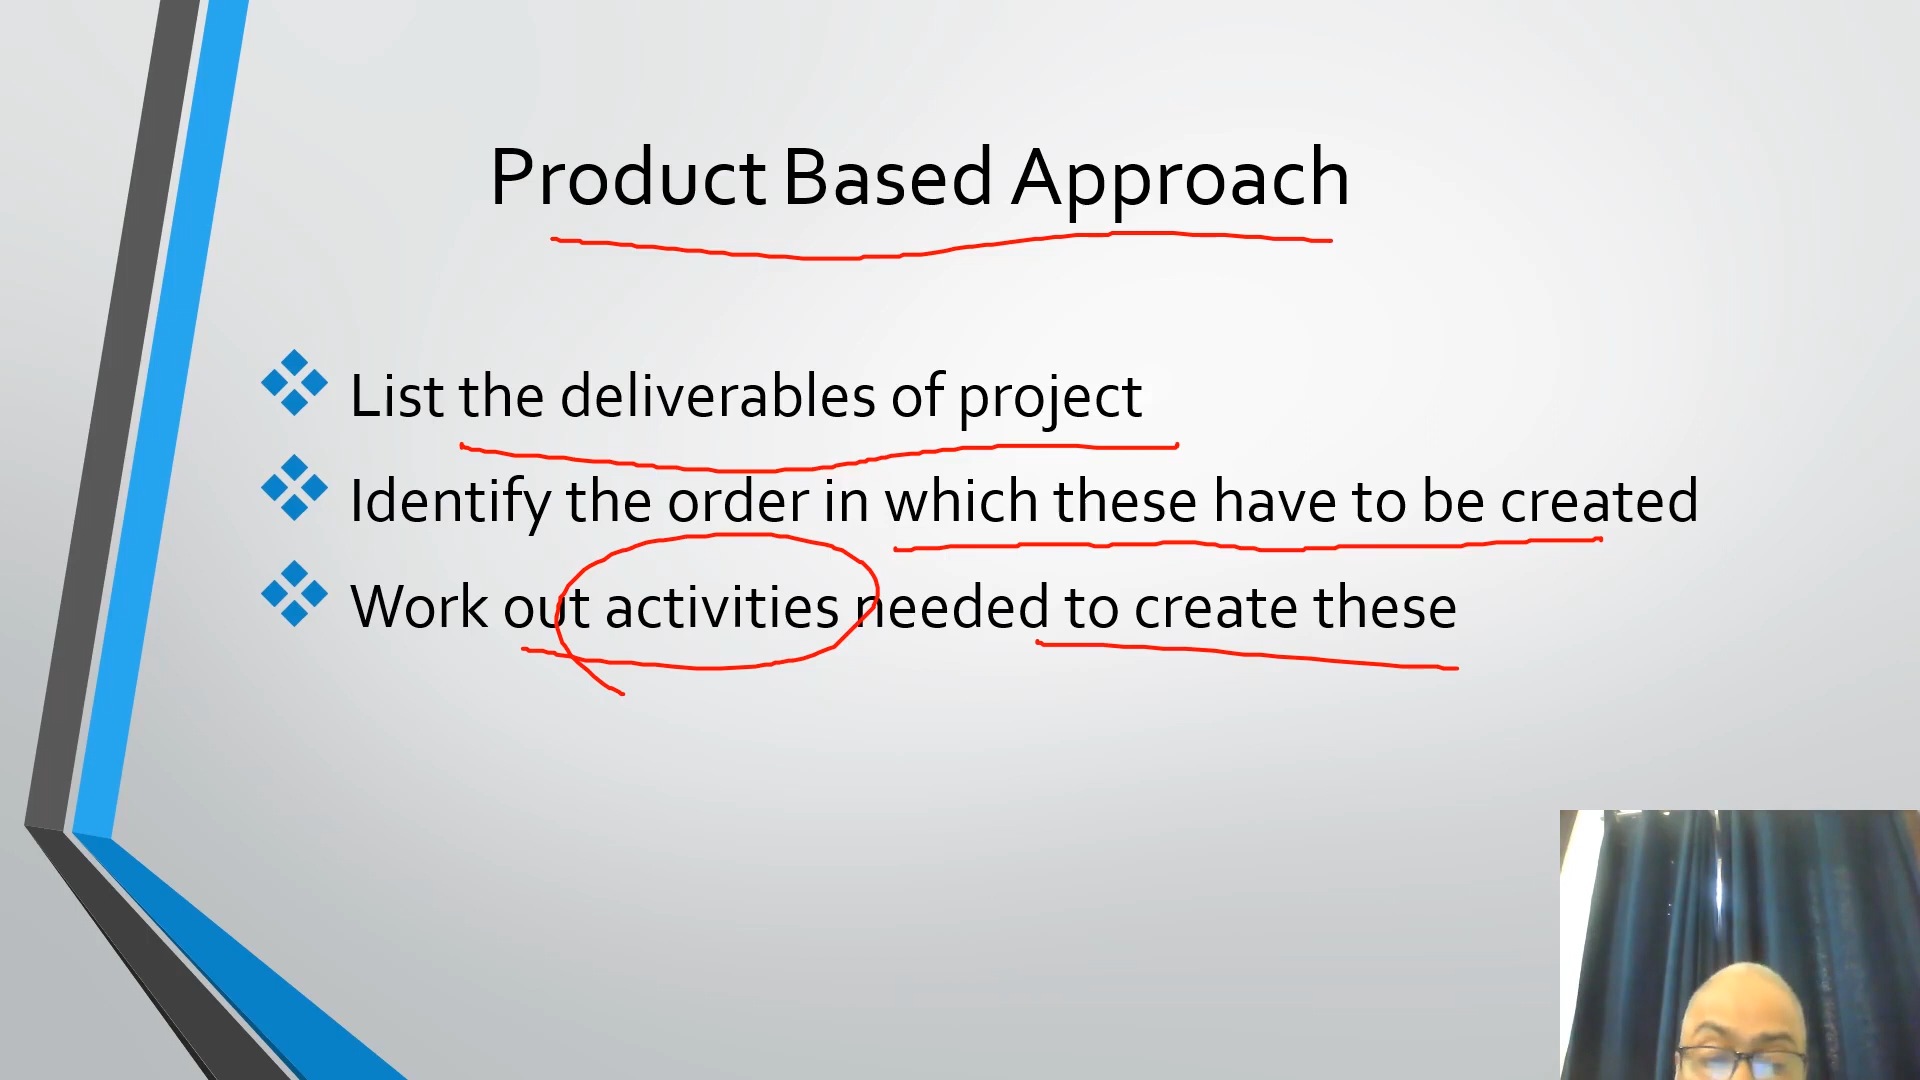 Product Based Approach
List the deliverables of project
Identify the order in which these have to be created
Work out activities needed to create these